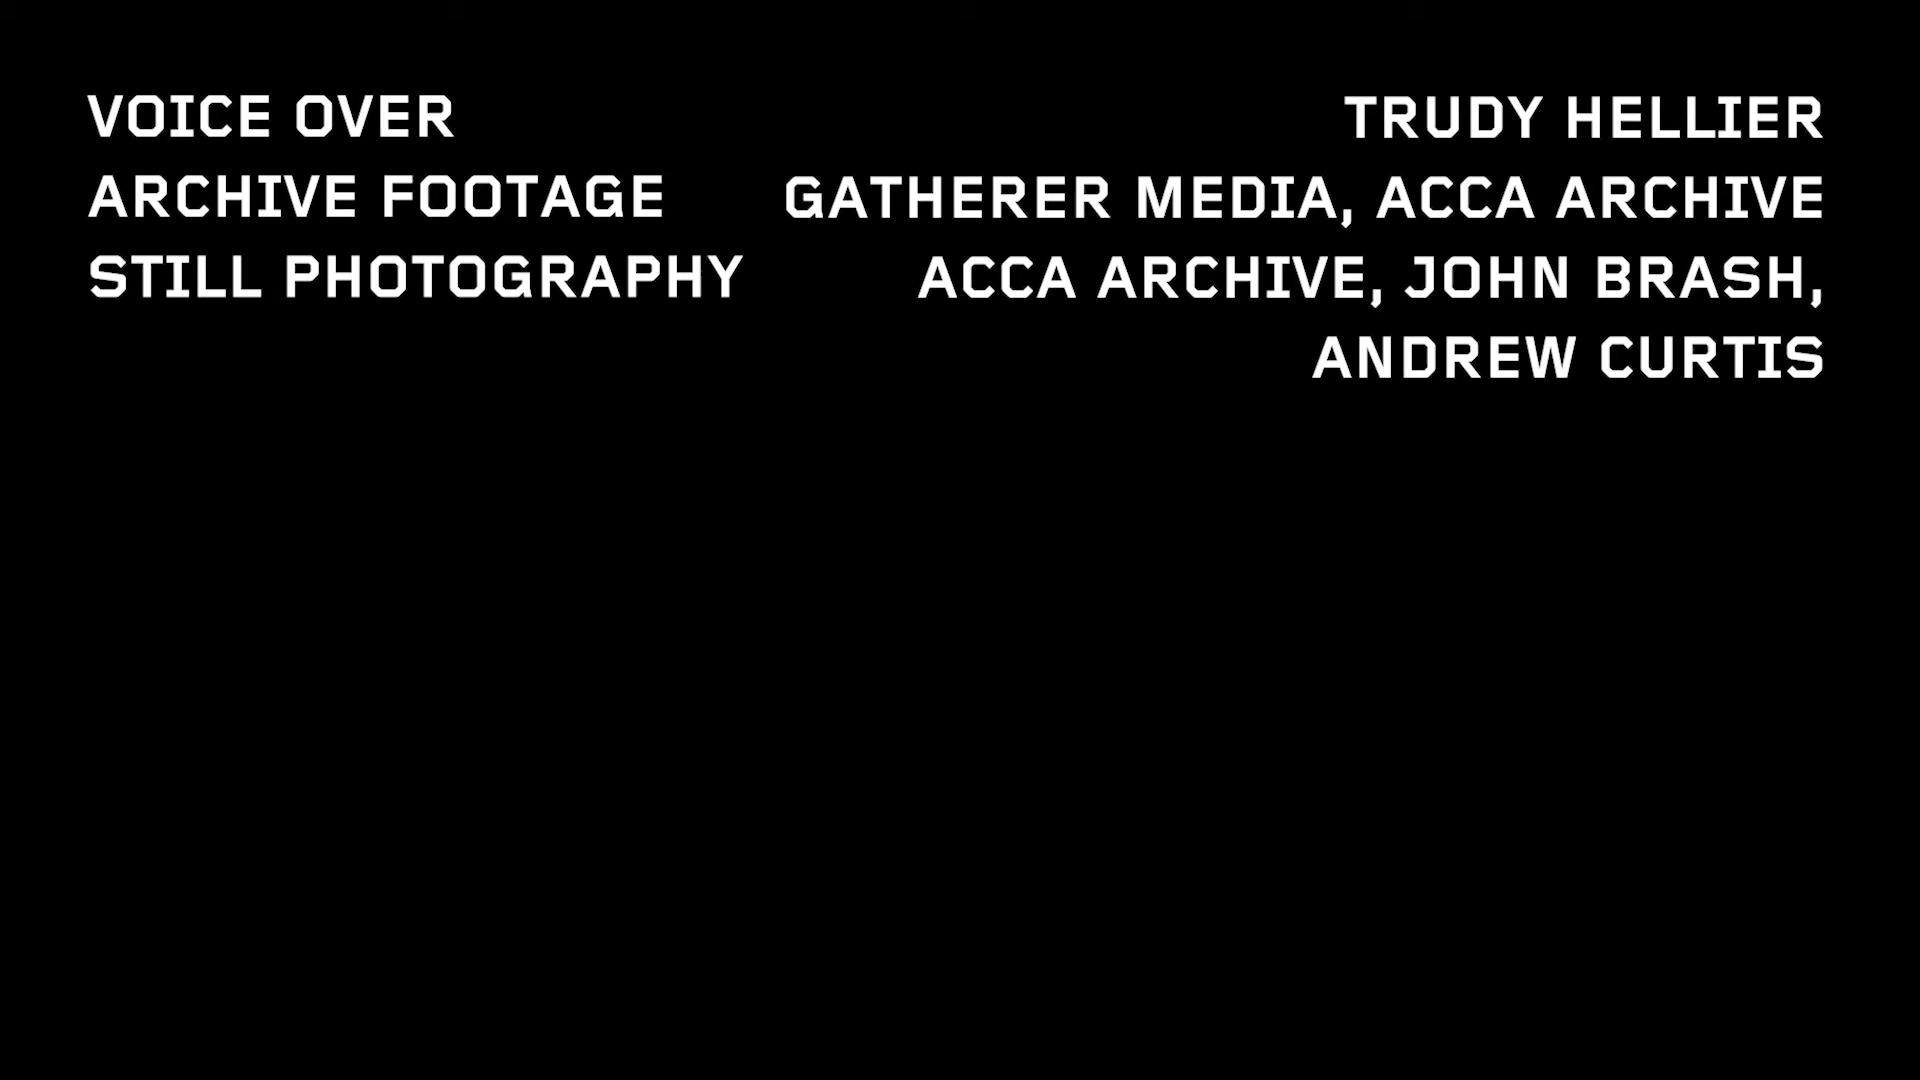 VOICE OVER TRUDY HELLIER
ARCHIVE FOOTAGE GATHERER MEDIA, ACCA ARCHIVE
STILL PHOTOGRAPHY ACCA ARCHIVE, JOHN BRASH,
ANDREW CURTIS